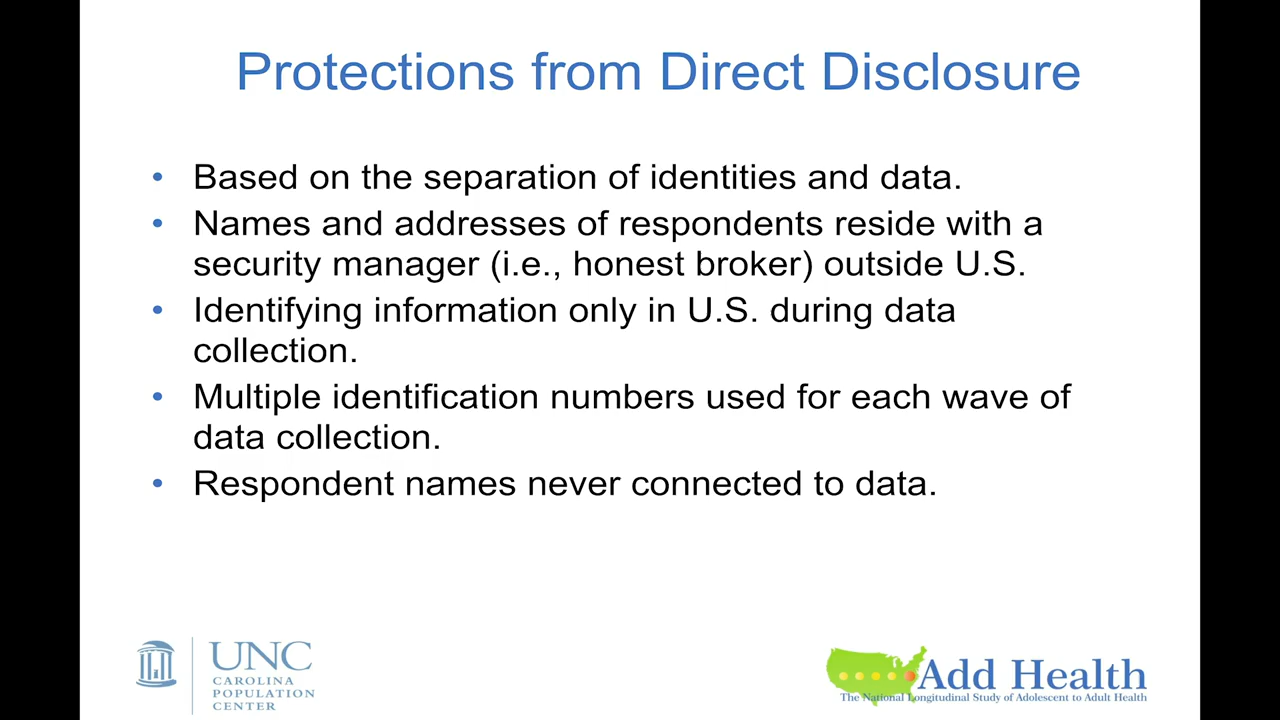 Protections from Direct Disclosure
• Based on the separation of identities and data.
• Names and addresses of respondents reside with a
security manager (i.e., honest broker) outside U.S.
• Identifying information only in U.S. during data
collection.
• Multiple identification numbers used for each wave of
data collection.
• Respondent names never connected to data.
UNC
CAROLINA
POPULATION
CENTER
Add Health
The National Longitudinal Study of Adolescent to Adult Health